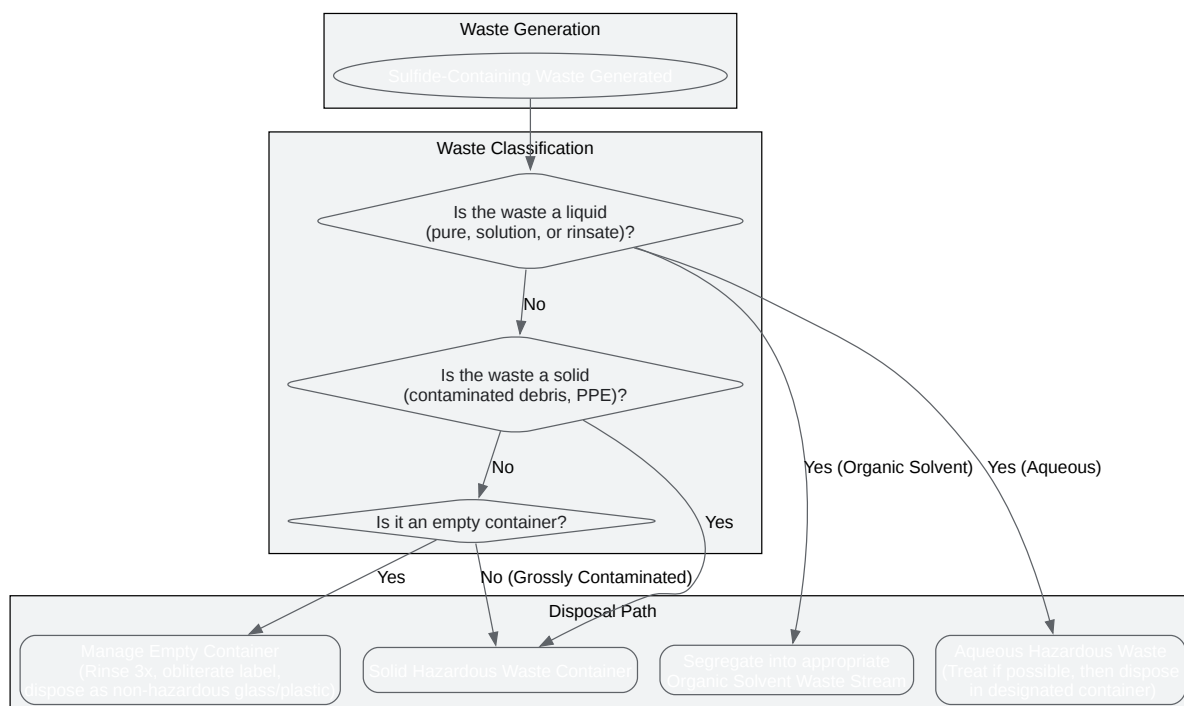 Waste Generation
Sulfide-Containing Waste Generated
Waste Classification
Is the waste a liquid
(pure, solution, or rinsate)?
No
Is the waste a solid
(contaminated debris, PPE)?
No
Yes (Organic Solvent)
Yes (Aqueous)
Is it an empty container?
Yes
Yes
No (Grossly Contaminated)
Disposal Path
Manage Empty Container
(Rinse 3x, obliterate label,
dispose as non-hazardous glass/plastic)
Solid Hazardous Waste Container
Segregate into appropriate
Organic Solvent Waste Stream
Aqueous Hazardous Waste
(Treat if possible, then dispose
in designated container)